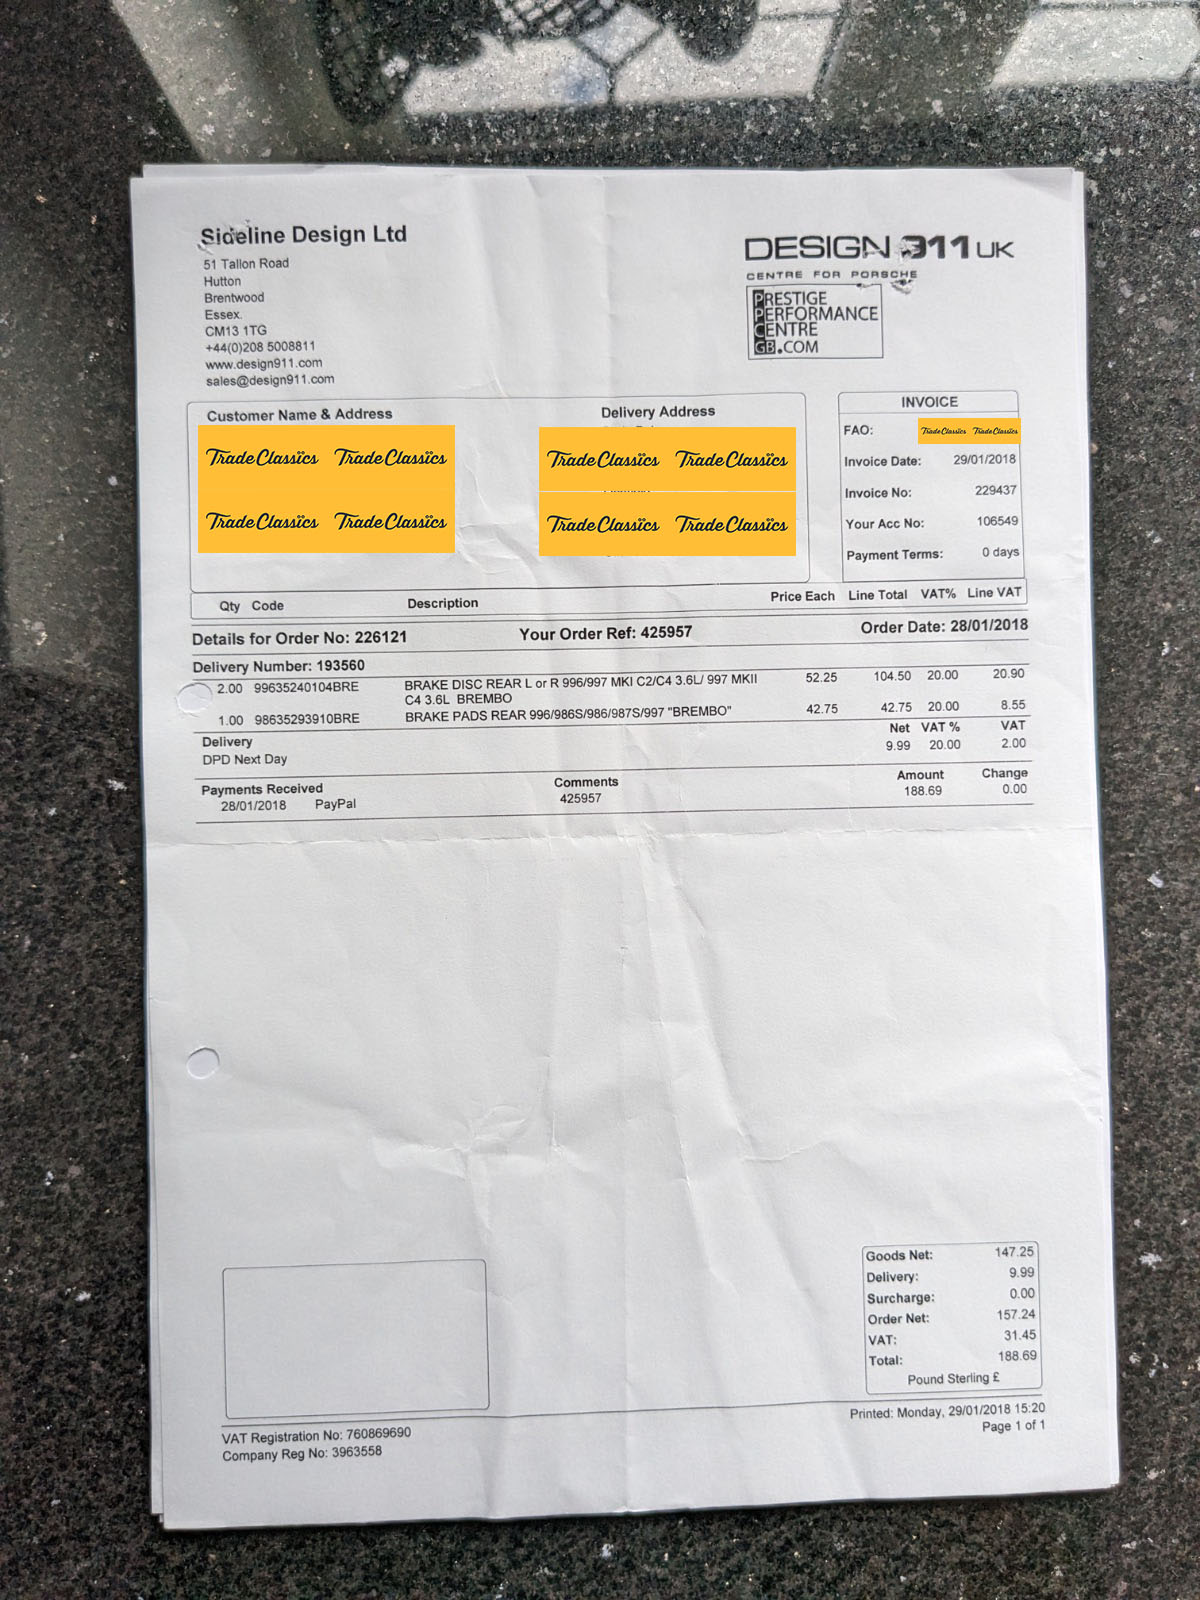 Sideline Design Ltd
51 Tallon Road
Hutton
Brentwood
Essex.
CM13 1TG
+44(0)208 5008811
www.design911.com
sales@design911.com
DESIGN 911 UK
CENTRE FOR PORSCHE
PRESTIGE
PERFORMANCE
CENTRE
GB.COM
Customer Name & Address
TradeClassics TradeClassics
TradeClassics TradeClassics
Delivery Address
TradeClassics TradeClassics
TradeClassics TradeClassics
INVOICE
FAO: TradeClassics TradeClassics
Invoice Date: 29/01/2018
Invoice No: 229437
Your Acc No: 106549
Payment Terms: 0 days
Qty Code Description Price Each Line Total VAT% Line VAT
Details for Order No: 226121 Your Order Ref: 425957 Order Date: 28/01/2018
Delivery Number: 193560
2.00 99635240104BRE BRAKE DISC REAR L or R 996/997 MKI C2/C4 3.6L/ 997 MKII 52.25 104.50 20.00 20.90
C4 3.6L BREMBO
1.00 98635293910BRE BRAKE PADS REAR 996/986S/986/987S/997 "BREMBO" 42.75 42.75 20.00 8.55
Delivery Net VAT % VAT
DPD Next Day 9.99 20.00 2.00
Payments Received Comments Amount Change
28/01/2018 PayPal 425957 188.69 0.00
Goods Net: 147.25
Delivery: 9.99
Surcharge: 0.00
Order Net: 157.24
VAT: 31.45
Total: 188.69
Pound Sterling £
VAT Registration No: 760869690
Company Reg No: 3963558
Printed: Monday, 29/01/2018 15:20
Page 1 of 1